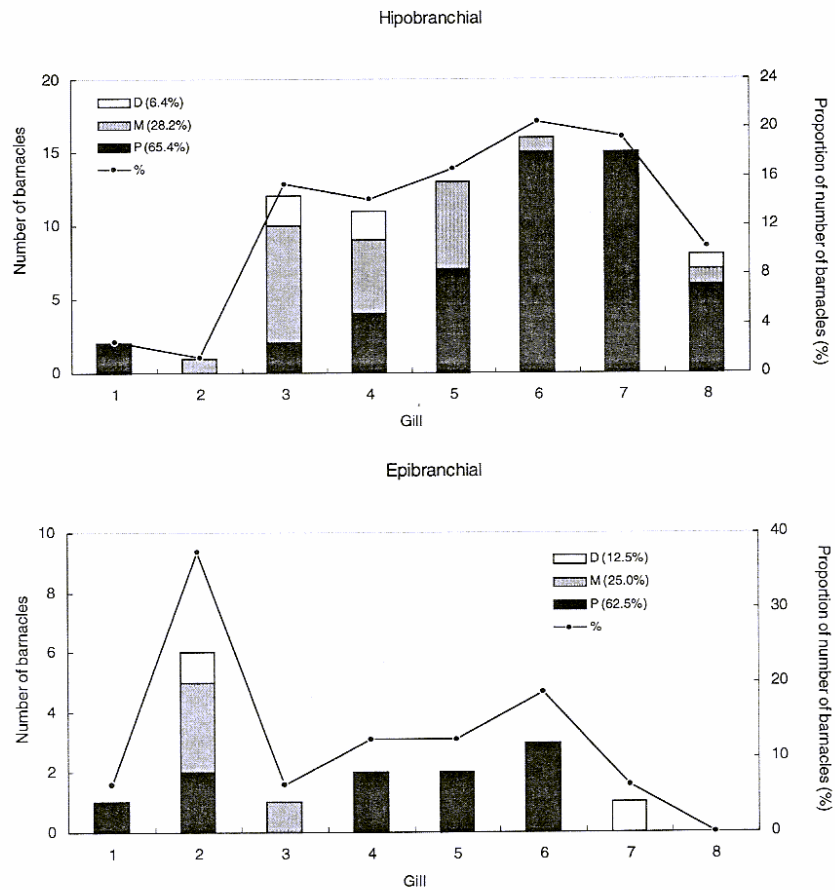 Hipobranchial
20
15
10
5
0
Number of barnacles
D (6.4%)
M (28.2%)
P (65.4%)
%
24
20
16
12
8
4
0
Proportion of number of barnacles (%)
1 2 3 4 5 6 7 8
Gill
Epibranchial
10
8
6
4
2
0
Number of barnacles
D (12.5%)
M (25.0%)
P (62.5%)
%
40
30
20
10
0
Proportion of number of barnacles (%)
1 2 3 4 5 6 7 8
Gill